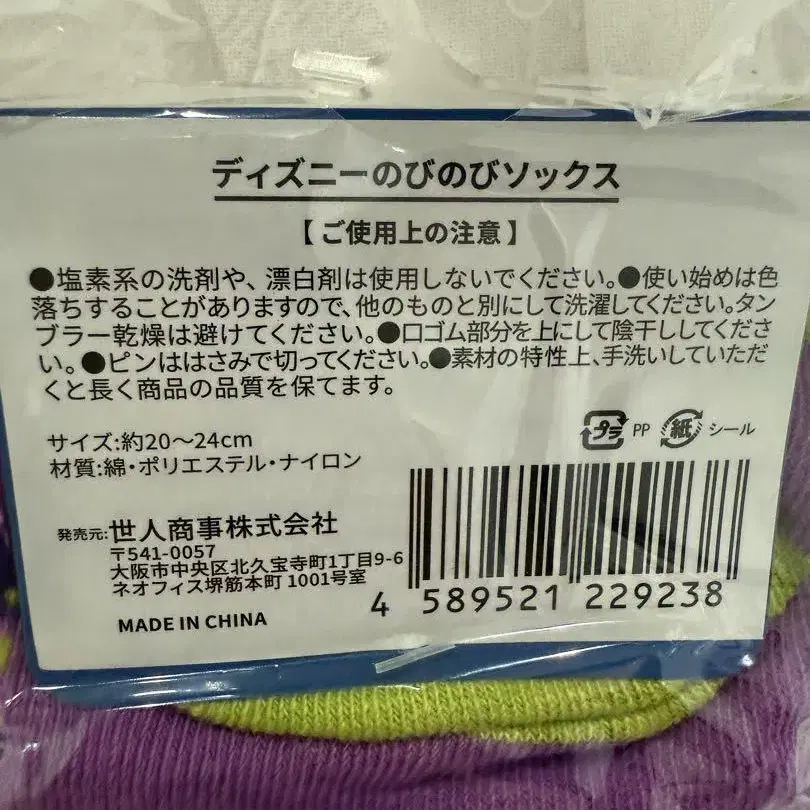 ディズニーのびのびソックス
【ご使用上の注意】
●塩素系の洗剤や、漂白剤は使用しないでください。●使い始めは色
落ちすることがありますので、他のものと別にして洗濯してください。タン
ブラー乾燥は避けてください。●口ゴム部分を上にして陰干ししてくださ
い。●ピンははさみで切ってください。●素材の特性上、手洗いしていただ
くと長く商品の品質を保てます。
サイズ:約20～24cm
材質:綿・ポリエステル・ナイロン
プラ PP 紙 シール
発売元:世人商事株式会社
〒541-0057
大阪市中央区北久宝寺町1丁目9-6
ネオフィス堺筋本町 1001号室
MADE IN CHINA
4 589521 229238